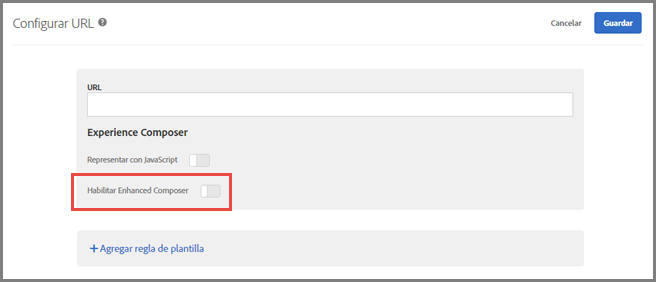 Configurar URL ?
Cancelar
Guardar
URL
Experience Composer
Representar con JavaScript
Habilitar Enhanced Composer
+ Agregar regla de plantilla